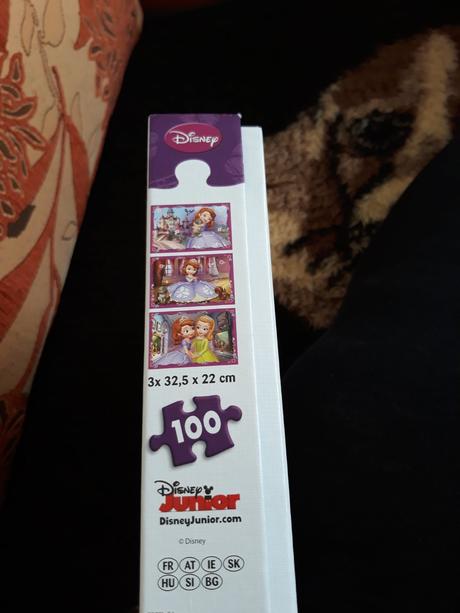 Disney
3x 32,5 x 22 cm
100
Disney
Junior
DisneyJunior.com
© Disney
FR AT IE SK
HU SI BG